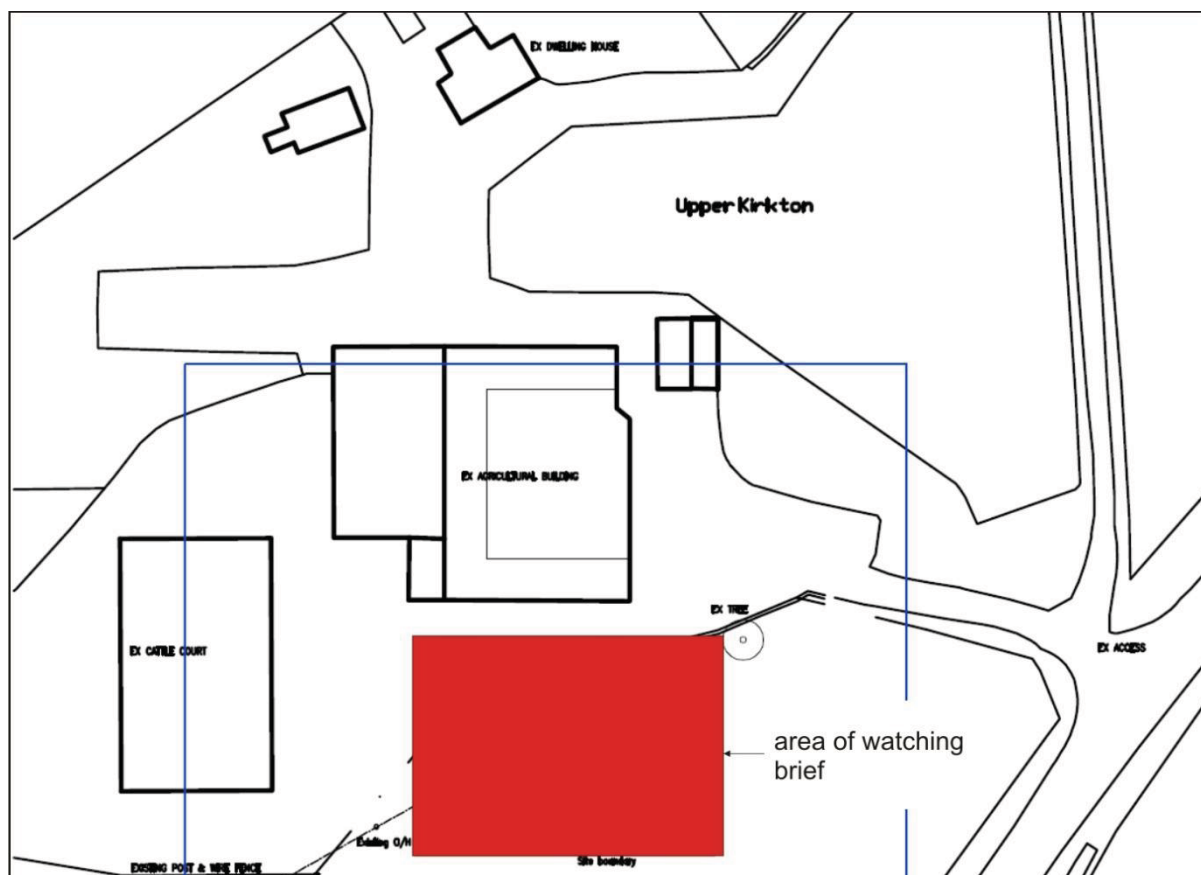 EX DWELLING HOUSE
Upper Kirkton
EX AGRICULTURAL BUILDING
EX TREE
EX CATTLE COURT
EX ACCESS
area of watching
brief
Existing O/H
Site boundary
EXISTING POST & WIRE FENCE